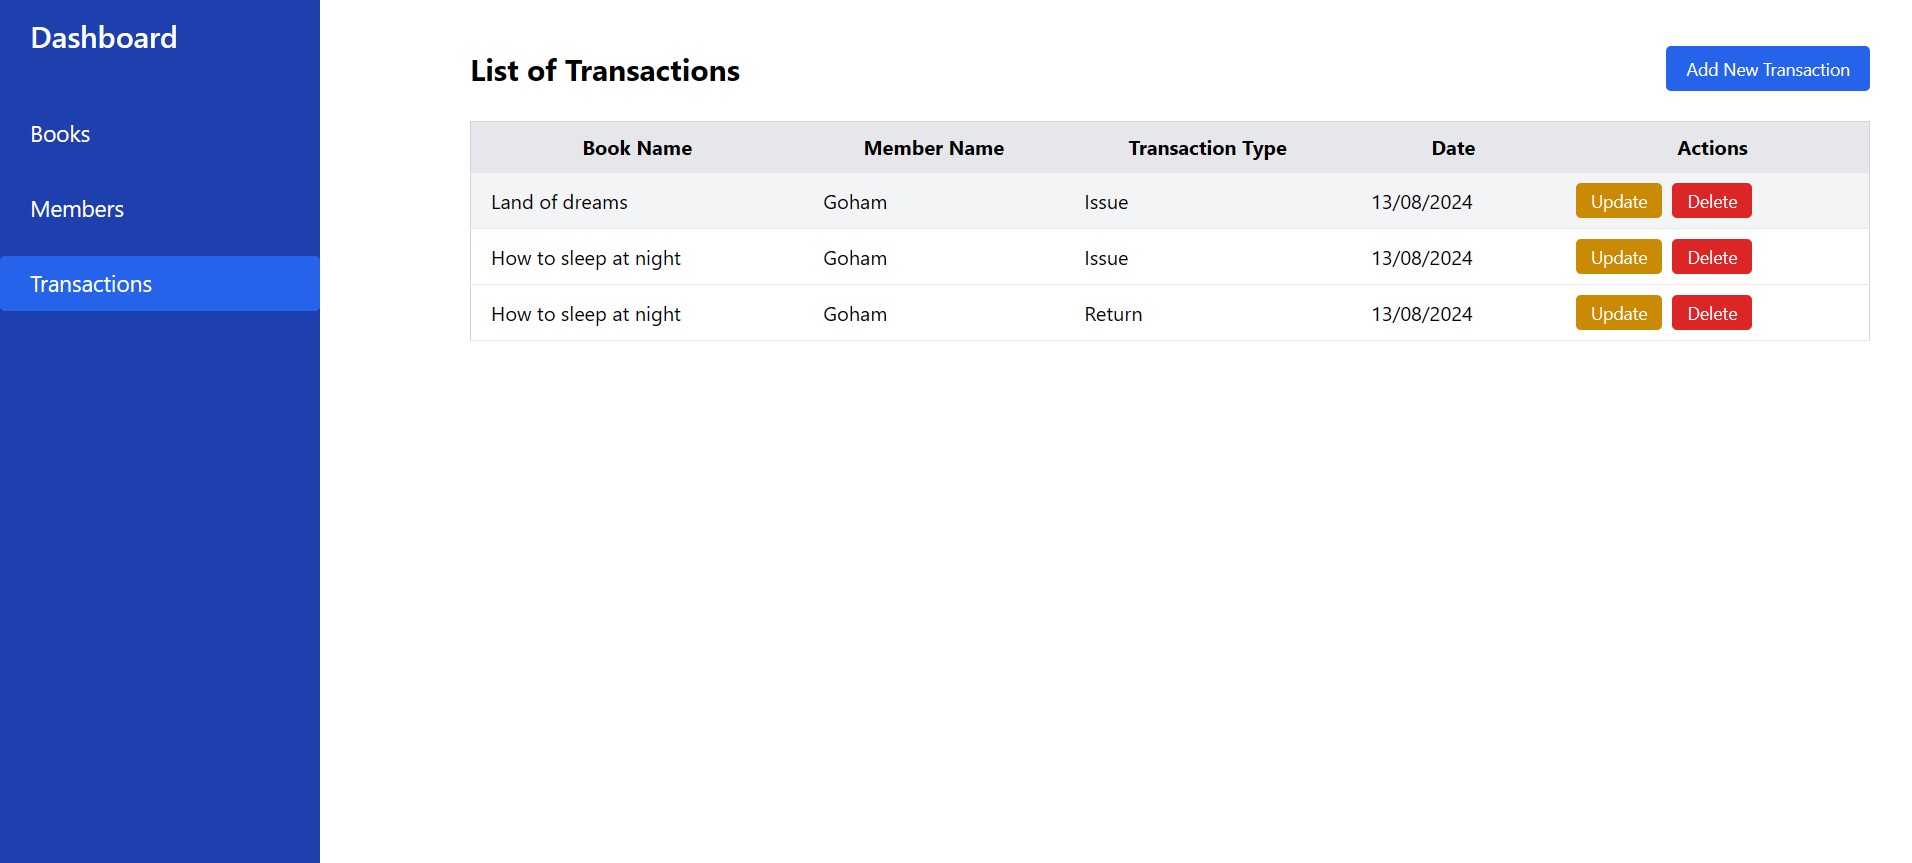 Dashboard
Books
Members
Transactions
List of Transactions
Add New Transaction
Book Name Member Name Transaction Type Date Actions
Land of dreams Goham Issue 13/08/2024 Update Delete
How to sleep at night Goham Issue 13/08/2024 Update Delete
How to sleep at night Goham Return 13/08/2024 Update Delete